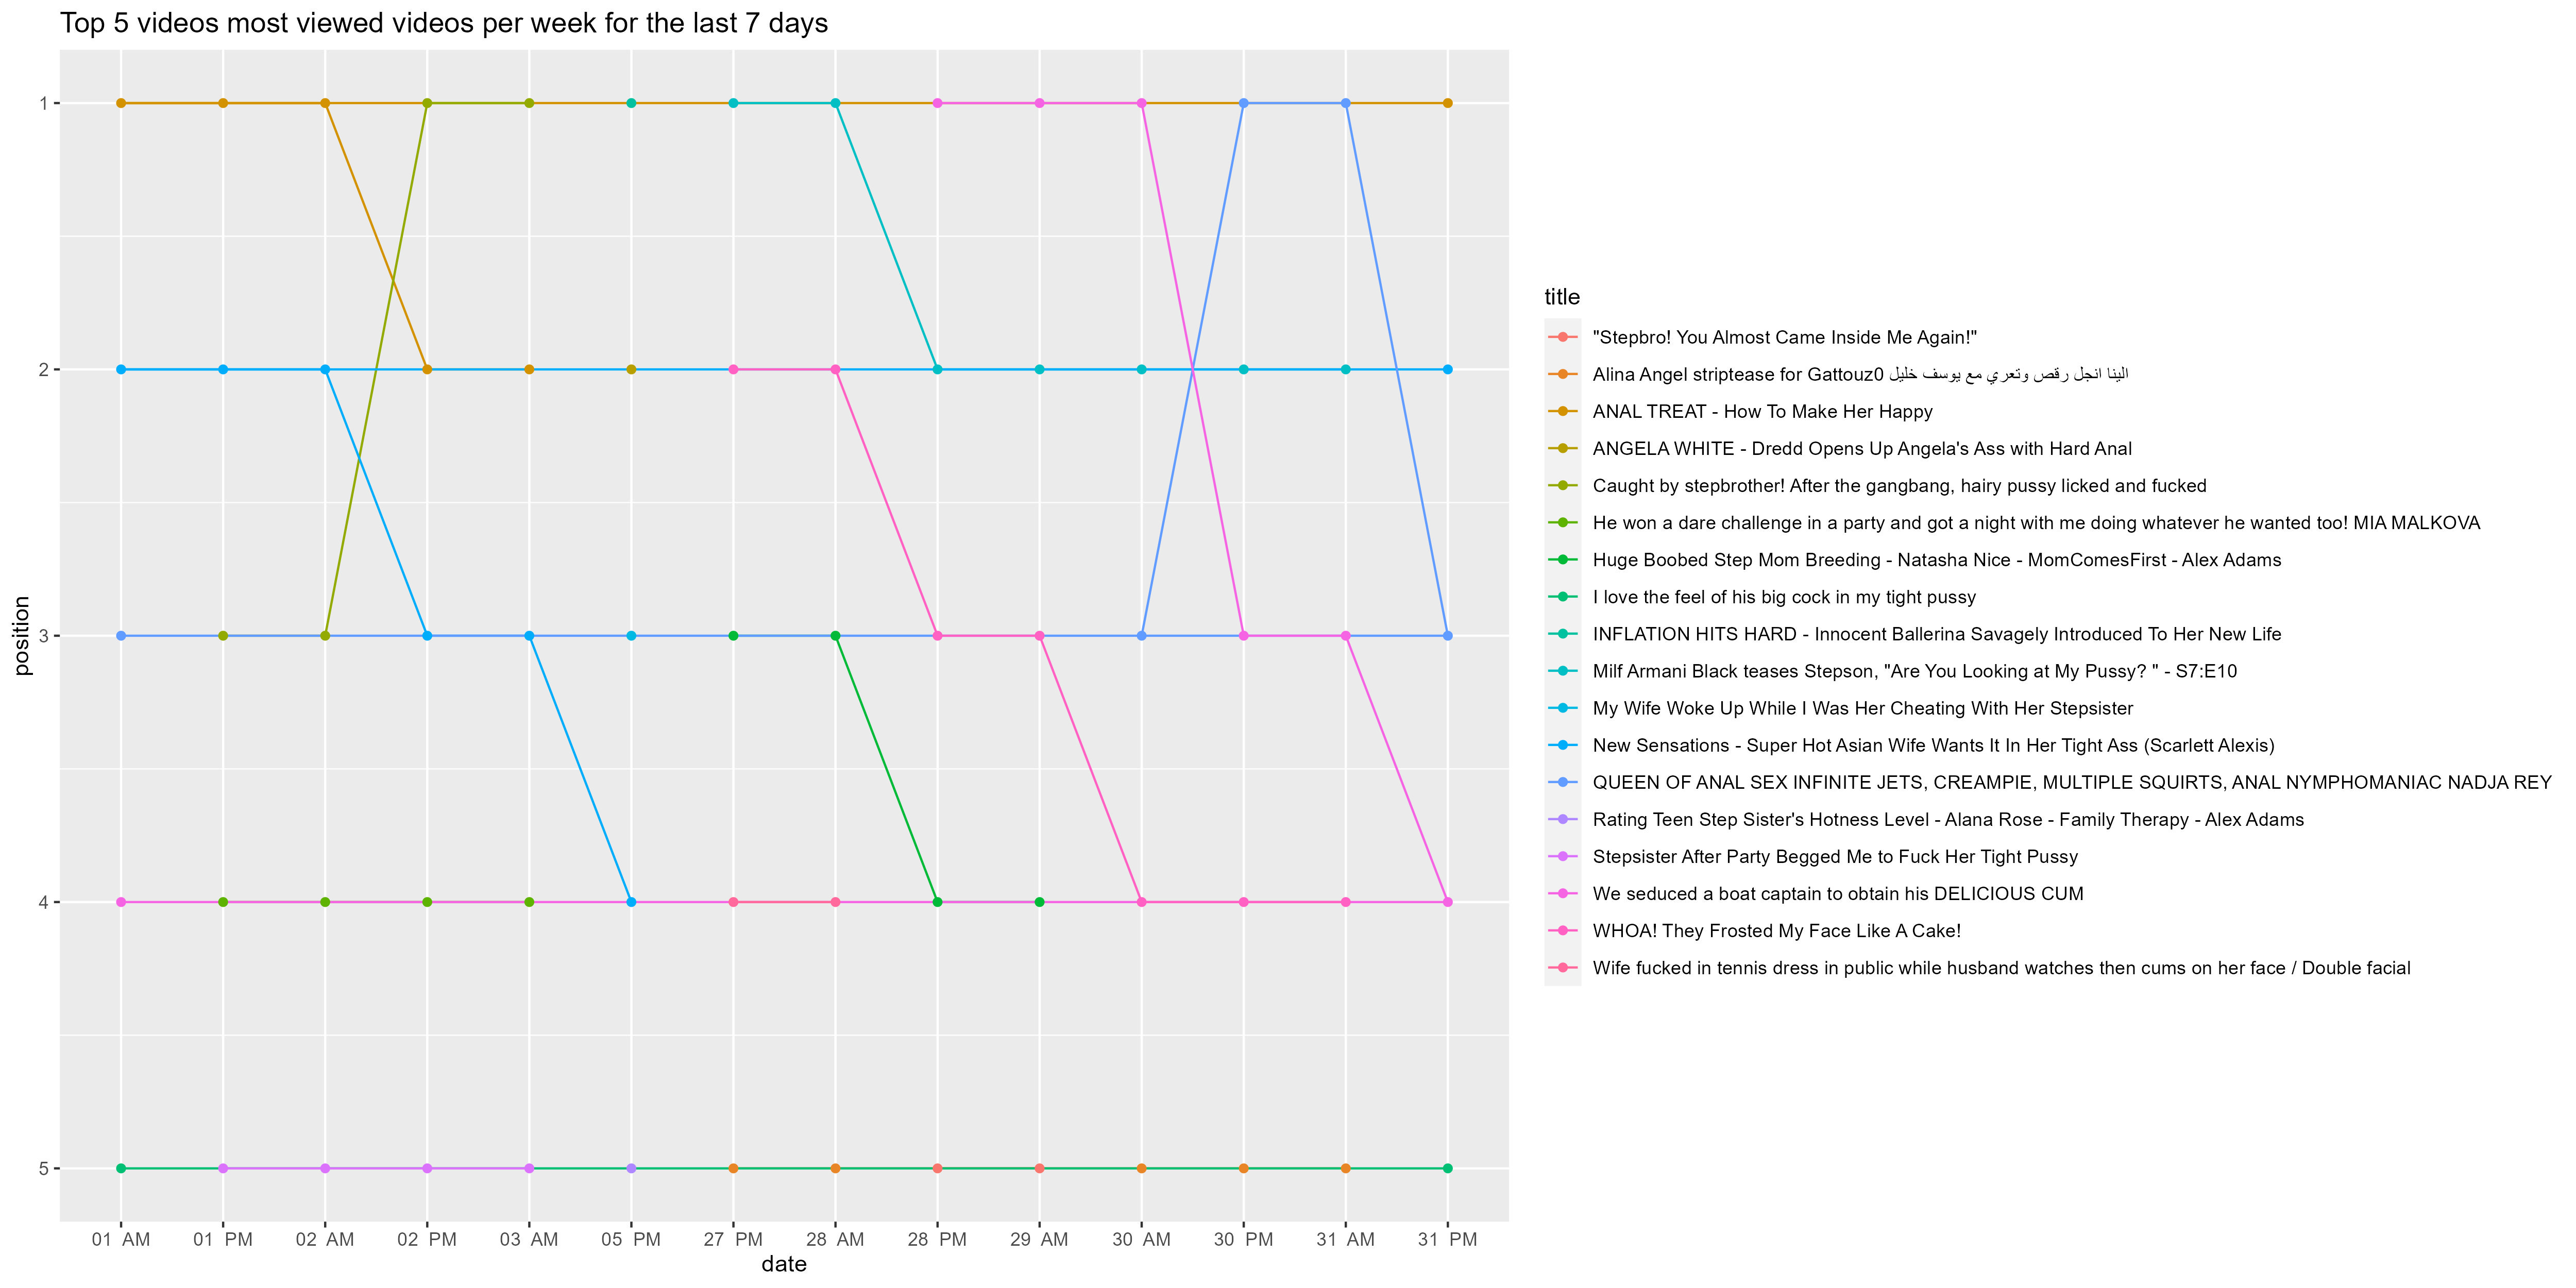 Top 5 videos most viewed videos per week for the last 7 days
position
1
2
3
4
5
01 AM
01 PM
02 AM
02 PM
03 AM
05 PM
27 PM
28 AM
28 PM
29 AM
30 AM
30 PM
31 AM
31 PM
date
title
"Stepbro! You Almost Came Inside Me Again!"
Alina Angel striptease for Gattouz0 الينا انجل رقص وتعري مع يوسف خليل
ANAL TREAT - How To Make Her Happy
ANGELA WHITE - Dredd Opens Up Angela's Ass with Hard Anal
Caught by stepbrother! After the gangbang, hairy pussy licked and fucked
He won a dare challenge in a party and got a night with me doing whatever he wanted too! MIA MALKOVA
Huge Boobed Step Mom Breeding - Natasha Nice - MomComesFirst - Alex Adams
I love the feel of his big cock in my tight pussy
INFLATION HITS HARD - Innocent Ballerina Savagely Introduced To Her New Life
Milf Armani Black teases Stepson, "Are You Looking at My Pussy? " - S7:E10
My Wife Woke Up While I Was Her Cheating With Her Stepsister
New Sensations - Super Hot Asian Wife Wants It In Her Tight Ass (Scarlett Alexis)
QUEEN OF ANAL SEX INFINITE JETS, CREAMPIE, MULTIPLE SQUIRTS, ANAL NYMPHOMANIAC NADJA REY
Rating Teen Step Sister's Hotness Level - Alana Rose - Family Therapy - Alex Adams
Stepsister After Party Begged Me to Fuck Her Tight Pussy
We seduced a boat captain to obtain his DELICIOUS CUM
WHOA! They Frosted My Face Like A Cake!
Wife fucked in tennis dress in public while husband watches then cums on her face / Double facial